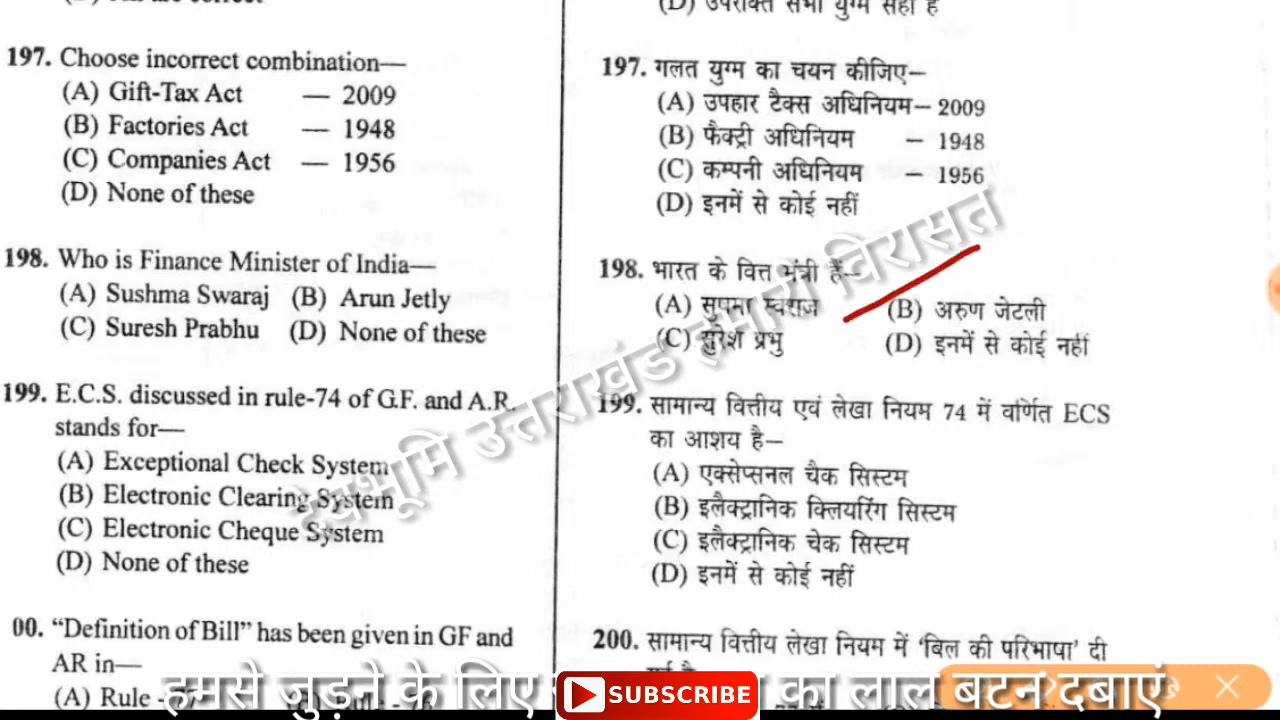 197. Choose incorrect combination—
(A) Gift-Tax Act — 2009
(B) Factories Act — 1948
(C) Companies Act — 1956
(D) None of these
198. Who is Finance Minister of India—
(A) Sushma Swaraj (B) Arun Jetly
(C) Suresh Prabhu (D) None of these
199. E.C.S. discussed in rule-74 of G.F. and A.R.
stands for—
(A) Exceptional Check System
(B) Electronic Clearing System
(C) Electronic Cheque System
(D) None of these
00. “Definition of Bill” has been given in GF and
AR in—
(A) Rule -
(D) उपरोक्त सभी युग्म सही हैं
197. गलत युग्म का चयन कीजिए–
(A) उपहार टैक्स अधिनियम – 2009
(B) फैक्ट्री अधिनियम – 1948
(C) कम्पनी अधिनियम – 1956
(D) इनमें से कोई नहीं
198. भारत के वित्त मंत्री हैं–
(A) सुषमा स्वराज (B) अरुण जेटली
(C) सुरेश प्रभु (D) इनमें से कोई नहीं
199. सामान्य वित्तीय एवं लेखा नियम 74 में वर्णित ECS
का आशय है–
(A) एक्सेप्सनल चैक सिस्टम
(B) इलैक्ट्रानिक क्लियरिंग सिस्टम
(C) इलैक्ट्रानिक चेक सिस्टम
(D) इनमें से कोई नहीं
200. सामान्य वित्तीय लेखा नियम में ‘बिल की परिभाषा’ दी
देवभूमि उत्तराखंड हमारी विरासत
हमसे जुड़ने के लिए का लाल बटन दबाएं
SUBSCRIBE